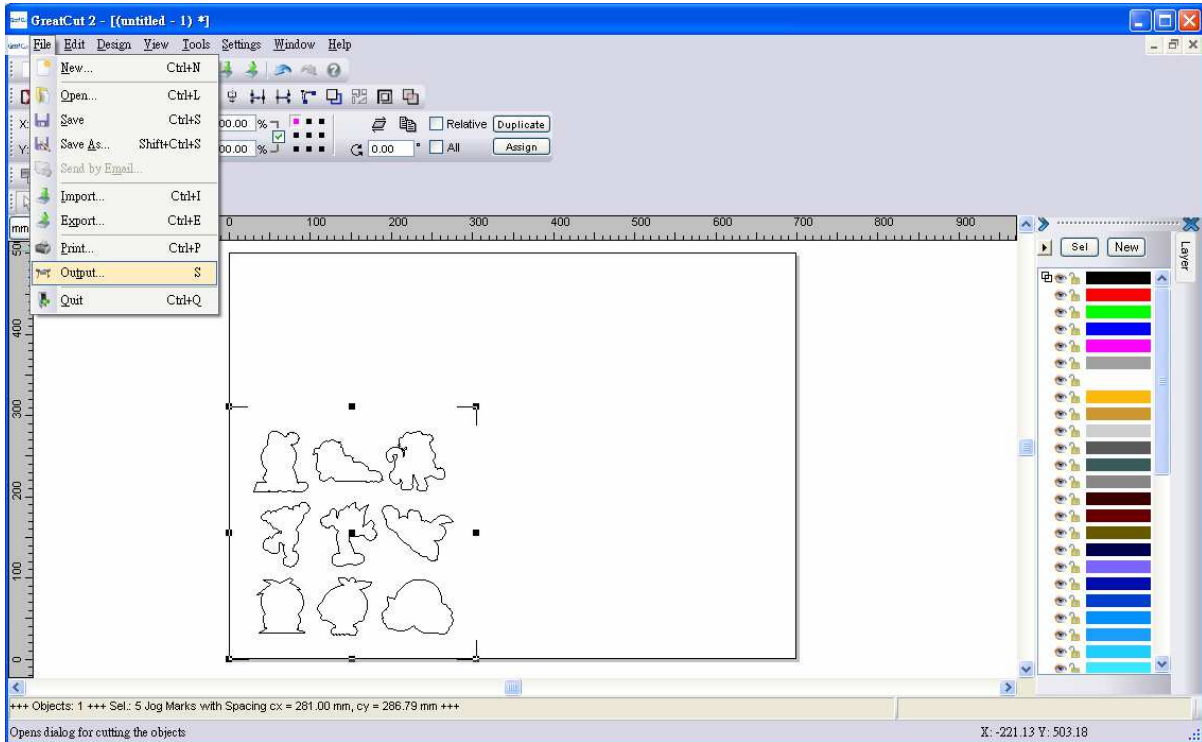 GreatCut 2 - [(untitled - 1) *]
File Edit Design View Tools Settings Window Help
New... Ctrl+N
Open... Ctrl+L
Save Ctrl+S
Save As... Shift+Ctrl+S
Send by Email...
Import... Ctrl+I
Export... Ctrl+E
Print... Ctrl+P
Output... S
Quit Ctrl+Q
X: 00.00 % Relative Duplicate
Y: 00.00 % 0.00 ° All Assign
mm 0 100 200 300 400 500 600 700 800 900
400
300
200
100
0
Sel New
Layer
+++ Objects: 1 +++ Sel.: 5 Jog Marks with Spacing cx = 281.00 mm, cy = 286.79 mm +++
Opens dialog for cutting the objects X: -221.13 Y: 503.18